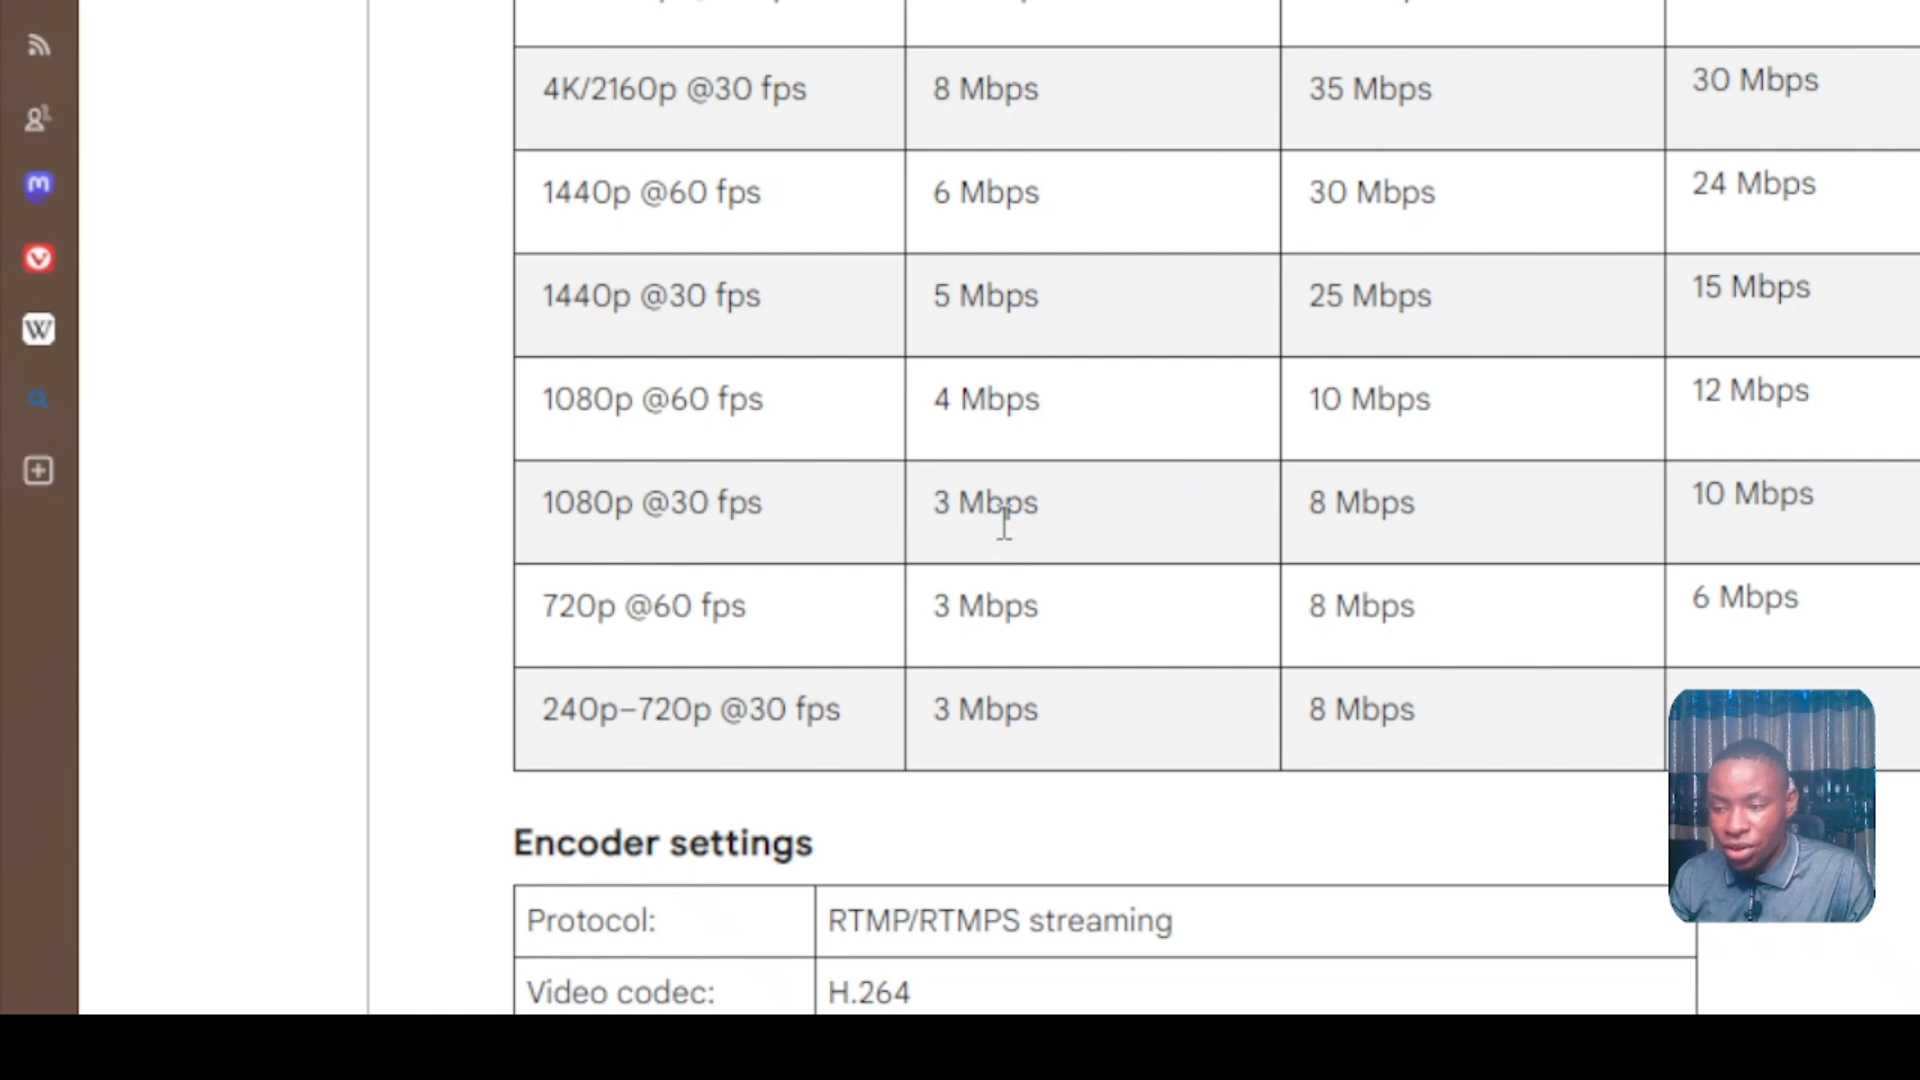 4K/2160p @30 fps 8 Mbps 35 Mbps 30 Mbps
1440p @60 fps 6 Mbps 30 Mbps 24 Mbps
1440p @30 fps 5 Mbps 25 Mbps 15 Mbps
1080p @60 fps 4 Mbps 10 Mbps 12 Mbps
1080p @30 fps 3 Mbps 8 Mbps 10 Mbps
720p @60 fps 3 Mbps 8 Mbps 6 Mbps
240p–720p @30 fps 3 Mbps 8 Mbps
Encoder settings
Protocol: RTMP/RTMPS streaming
Video codec: H.264